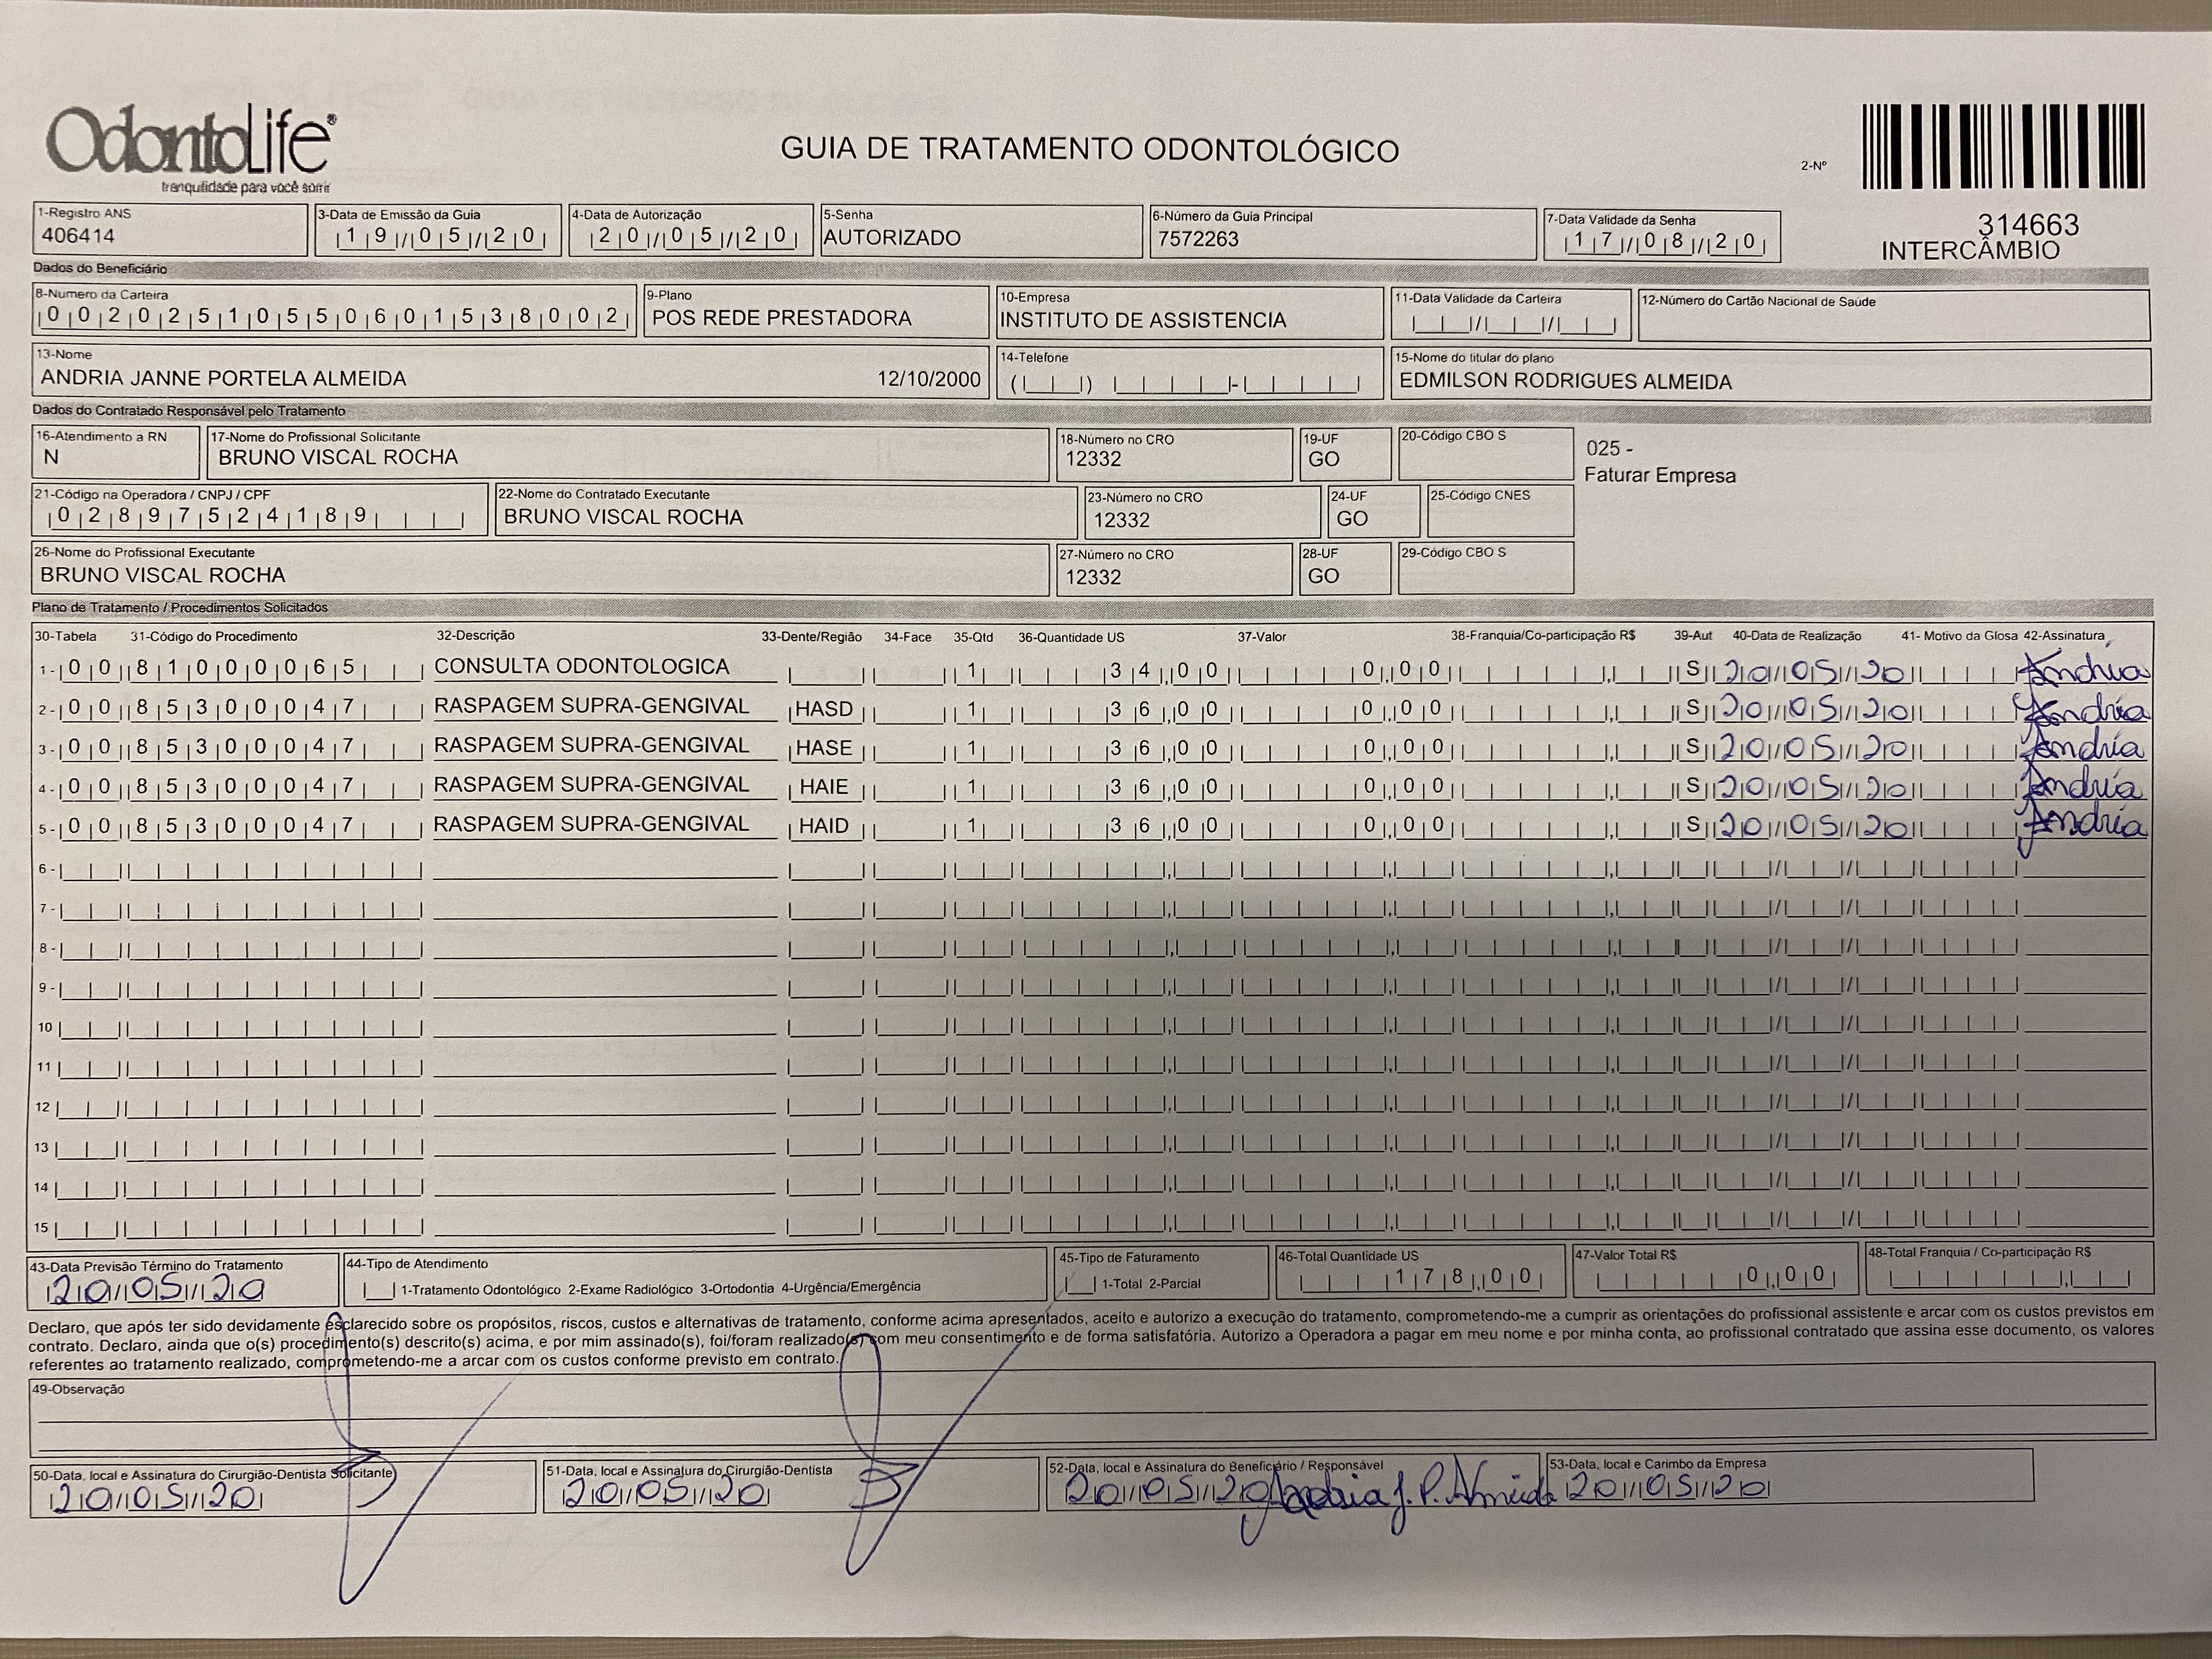 OdontoLife®
tranquilidade para você sorrir
GUIA DE TRATAMENTO ODONTOLÓGICO
2-Nº
314663
INTERCÂMBIO
1-Registro ANS
406414
3-Data de Emissão da Guia
19/05/20
4-Data de Autorização
20/05/20
5-Senha
AUTORIZADO
6-Número da Guia Principal
7572263
7-Data Validade da Senha
17/08/20
Dados do Beneficiário
8-Numero da Carteira
00202510550601538002
9-Plano
POS REDE PRESTADORA
10-Empresa
INSTITUTO DE ASSISTENCIA
11-Data Validade da Carteira
12-Número do Cartão Nacional de Saúde
13-Nome
ANDRIA JANNE PORTELA ALMEIDA 12/10/2000
14-Telefone
15-Nome do titular do plano
EDMILSON RODRIGUES ALMEIDA
Dados do Contratado Responsável pelo Tratamento
16-Atendimento a RN
N
17-Nome do Profissional Solicitante
BRUNO VISCAL ROCHA
18-Número no CRO
12332
19-UF
GO
20-Código CBO S
025 -
Faturar Empresa
21-Código na Operadora / CNPJ / CPF
02897524189
22-Nome do Contratado Executante
BRUNO VISCAL ROCHA
23-Número no CRO
12332
24-UF
GO
25-Código CNES
26-Nome do Profissional Executante
BRUNO VISCAL ROCHA
27-Número no CRO
12332
28-UF
GO
29-Código CBO S
Plano de Tratamento / Procedimentos Solicitados
30-Tabela 31-Código do Procedimento 32-Descrição 33-Dente/Região 34-Face 35-Qtd 36-Quantidade US 37-Valor 38-Franquia/Co-participação R$ 39-Aut 40-Data de Realização 41- Motivo da Glosa 42-Assinatura
1- 00 81000065 CONSULTA ODONTOLOGICA 1 34,00 0,00 S 20/05/20 Andria
2- 00 85300047 RASPAGEM SUPRA-GENGIVAL HASD 1 36,00 0,00 S 20/05/20 Andria
3- 00 85300047 RASPAGEM SUPRA-GENGIVAL HASE 1 36,00 0,00 S 20/05/20 Andria
4- 00 85300047 RASPAGEM SUPRA-GENGIVAL HAIE 1 36,00 0,00 S 20/05/20 Andria
5- 00 85300047 RASPAGEM SUPRA-GENGIVAL HAID 1 36,00 0,00 S 20/05/20 Andria
6-
7-
8-
9-
10
11
12
13
14
15
43-Data Previsão Término do Tratamento
20/05/20
44-Tipo de Atendimento
1-Tratamento Odontológico 2-Exame Radiológico 3-Ortodontia 4-Urgência/Emergência
45-Tipo de Faturamento
1-Total 2-Parcial
46-Total Quantidade US
178,00
47-Valor Total R$
0,00
48-Total Franquia / Co-participação R$
Declaro, que após ter sido devidamente esclarecido sobre os propósitos, riscos, custos e alternativas de tratamento, conforme acima apresentados, aceito e autorizo a execução do tratamento, comprometendo-me a cumprir as orientações do profissional assistente e arcar com os custos previstos em
contrato. Declaro, ainda que o(s) procedimento(s) descrito(s) acima, e por mim assinado(s), foi/foram realizado(s) com meu consentimento e de forma satisfatória. Autorizo a Operadora a pagar em meu nome e por minha conta, ao profissional contratado que assina esse documento, os valores
referentes ao tratamento realizado, comprometendo-me a arcar com os custos conforme previsto em contrato.
49-Observação
50-Data, local e Assinatura do Cirurgião-Dentista Solicitante
20/05/20
51-Data, local e Assinatura do Cirurgião-Dentista
20/05/20
52-Data, local e Assinatura do Beneficiário / Responsável
20/05/20 Andria J. P. Almeida
53-Data, local e Carimbo da Empresa
20/05/20